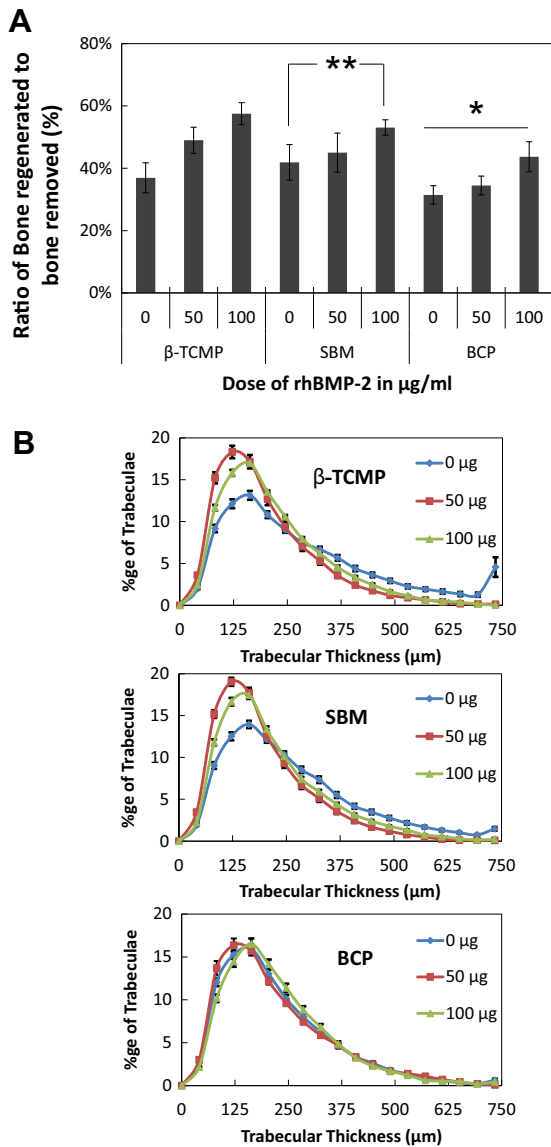 A
Ratio of Bone regenerated to
bone removed (%)
80%
60%
40%
20%
0%
**
*
0 50 100 0 50 100 0 50 100
β-TCMP SBM BCP
Dose of rhBMP-2 in µg/ml
B
%ge of Trabeculae
20
15
10
5
0
β-TCMP
0 µg
50 µg
100 µg
0 125 250 375 500 625 750
Trabecular Thickness (µm)
%ge of Trabeculae
20
15
10
5
0
SBM
0 µg
50 µg
100 µg
0 125 250 375 500 625 750
Trabecular Thickness (µm)
%ge of Trabeculae
20
15
10
5
0
BCP
0 µg
50 µg
100 µg
0 125 250 375 500 625 750
Trabecular Thickness (µm)